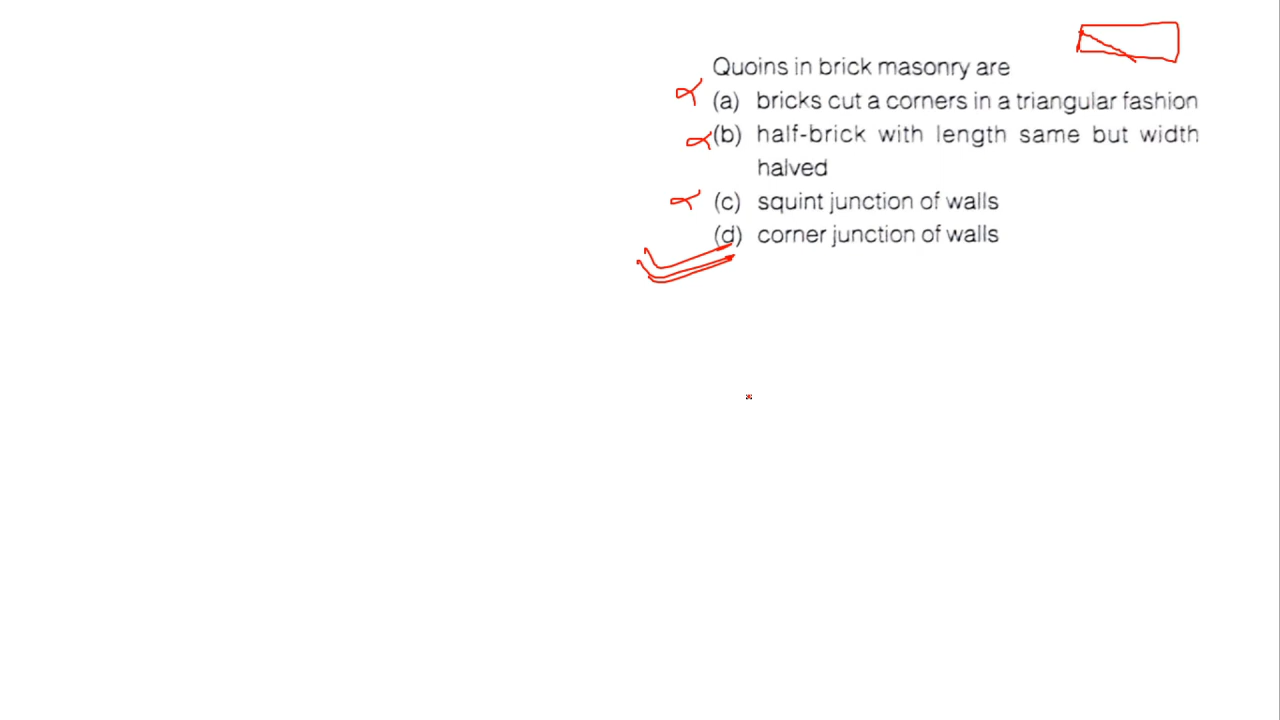 Quoins in brick masonry are
(a) bricks cut a corners in a triangular fashion
(b) half-brick with length same but width
halved
(c) squint junction of walls
(d) corner junction of walls